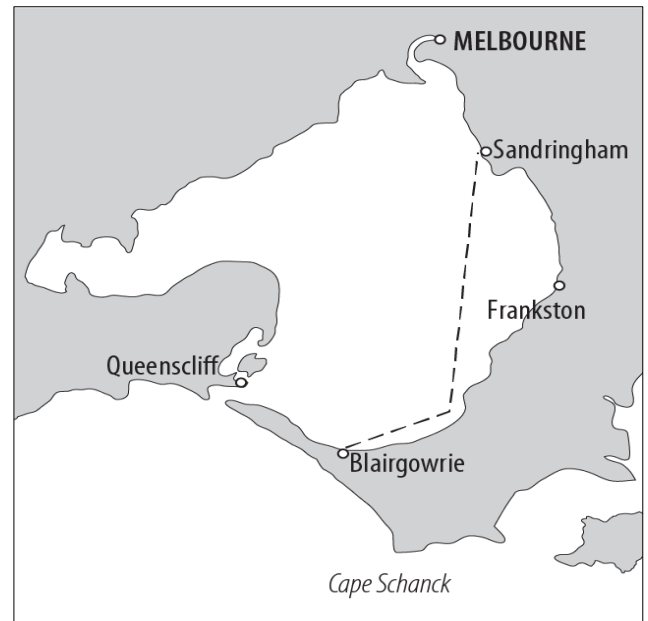 MELBOURNE
Sandringham
Frankston
Queenscliff
Blairgowrie
Cape Schanck